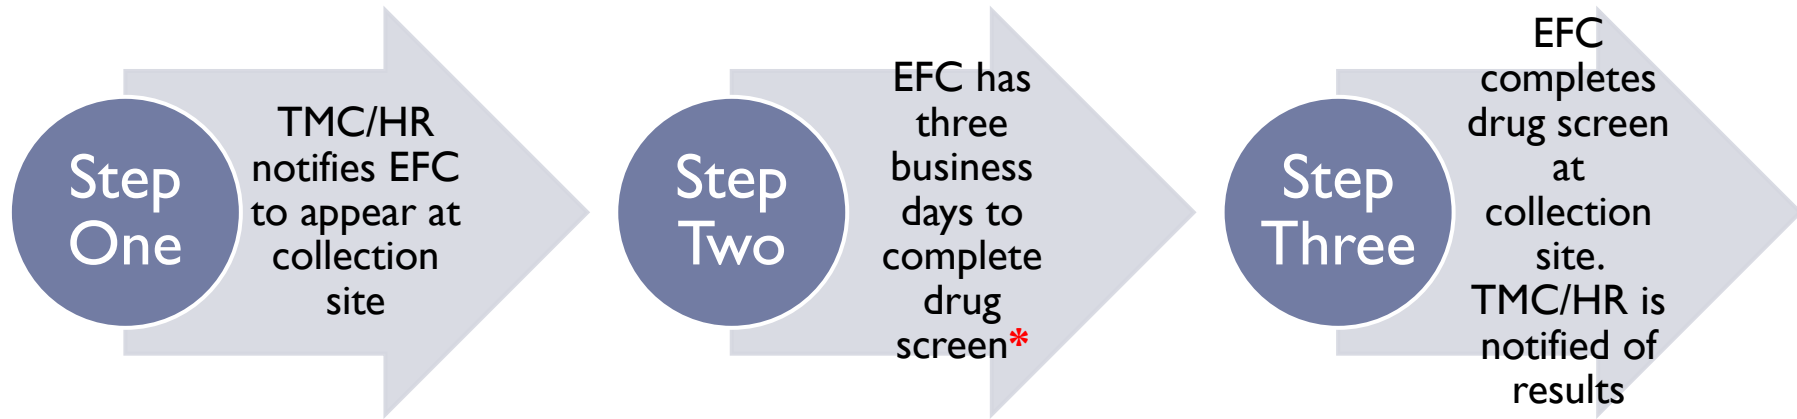 Step
One
TMC/HR
notifies EFC
to appear at
collection
site
Step
Two
EFC has
three
business
days to
complete
drug
screen*
Step
Three
EFC
completes
drug screen
at
collection
site.
TMC/HR is
notified of
results